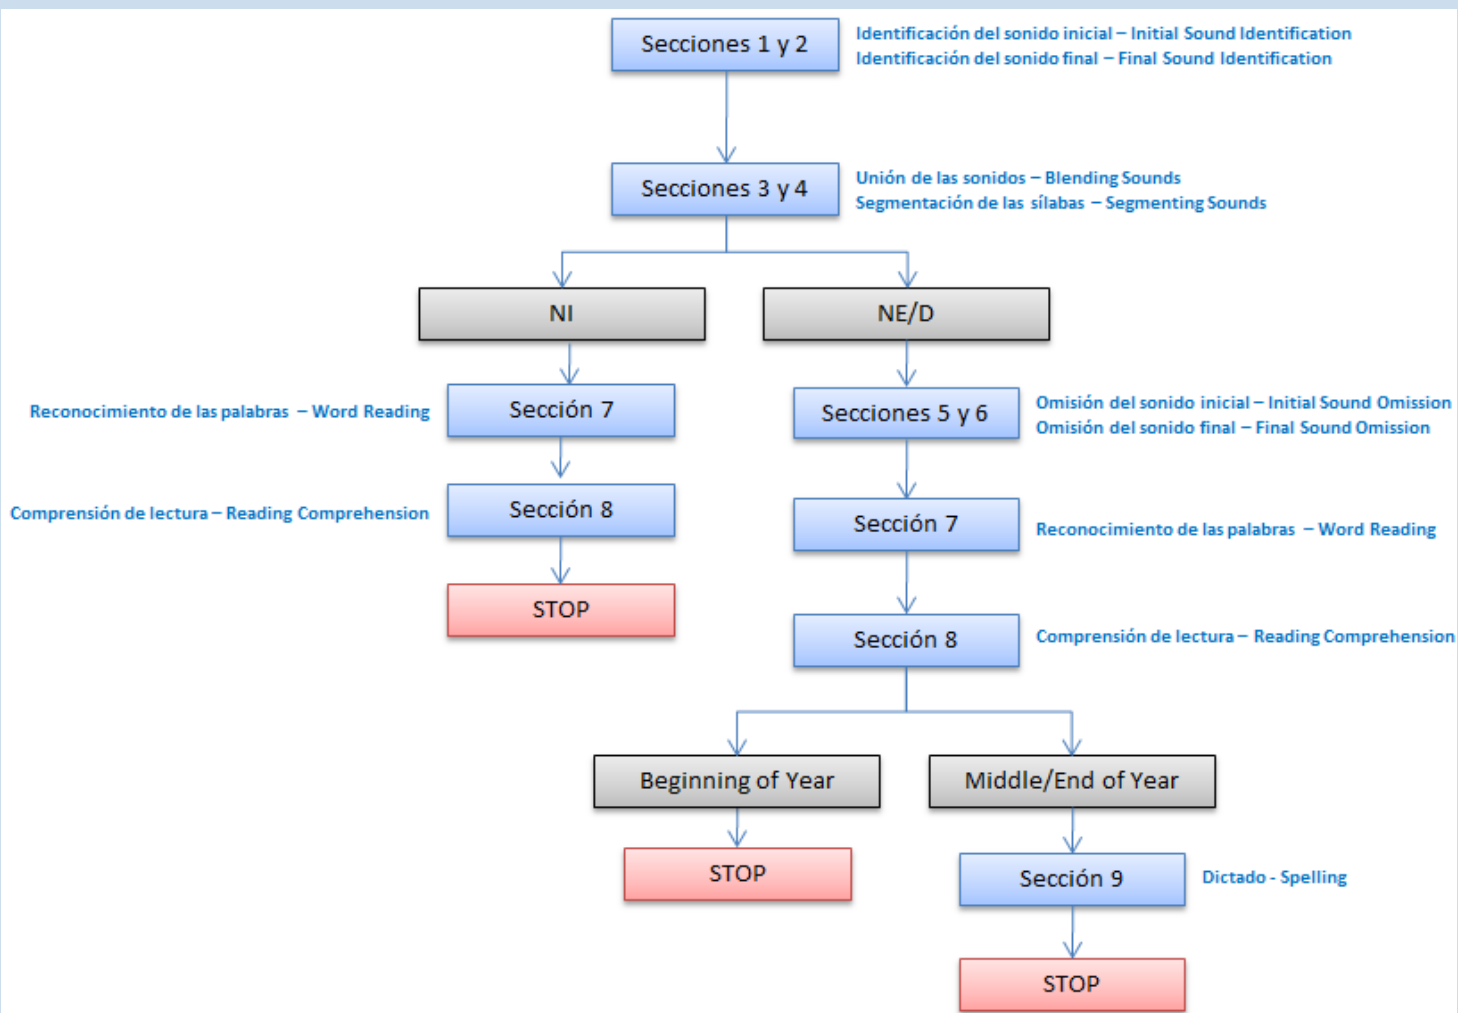 Secciones 1 y 2
Identificación del sonido inicial – Initial Sound Identification
Identificación del sonido final – Final Sound Identification
Secciones 3 y 4
Unión de las sonidos – Blending Sounds
Segmentación de las sílabas – Segmenting Sounds
NI
NE/D
Reconocimiento de las palabras – Word Reading
Sección 7
Secciones 5 y 6
Omisión del sonido inicial – Initial Sound Omission
Omisión del sonido final – Final Sound Omission
Comprensión de lectura – Reading Comprehension
Sección 8
Sección 7
Reconocimiento de las palabras – Word Reading
STOP
Sección 8
Comprensión de lectura – Reading Comprehension
Beginning of Year
Middle/End of Year
STOP
Sección 9
Dictado - Spelling
STOP